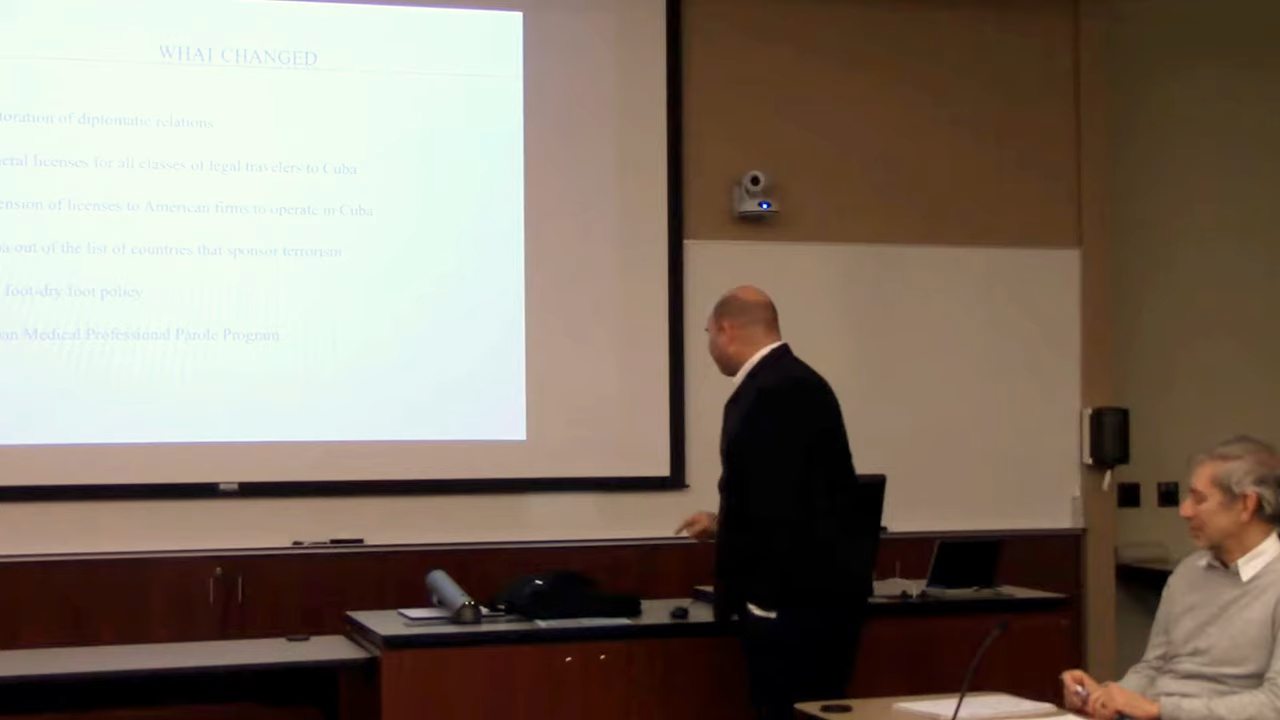 WHAT CHANGED
toration of diplomatic relations
neral licenses for all classes of legal travelers to Cuba
ension of licenses to American firms to operate in Cuba
ba out of the list of countries that sponsor terrorism
foot-dry foot policy
ban Medical Professional Parole Program